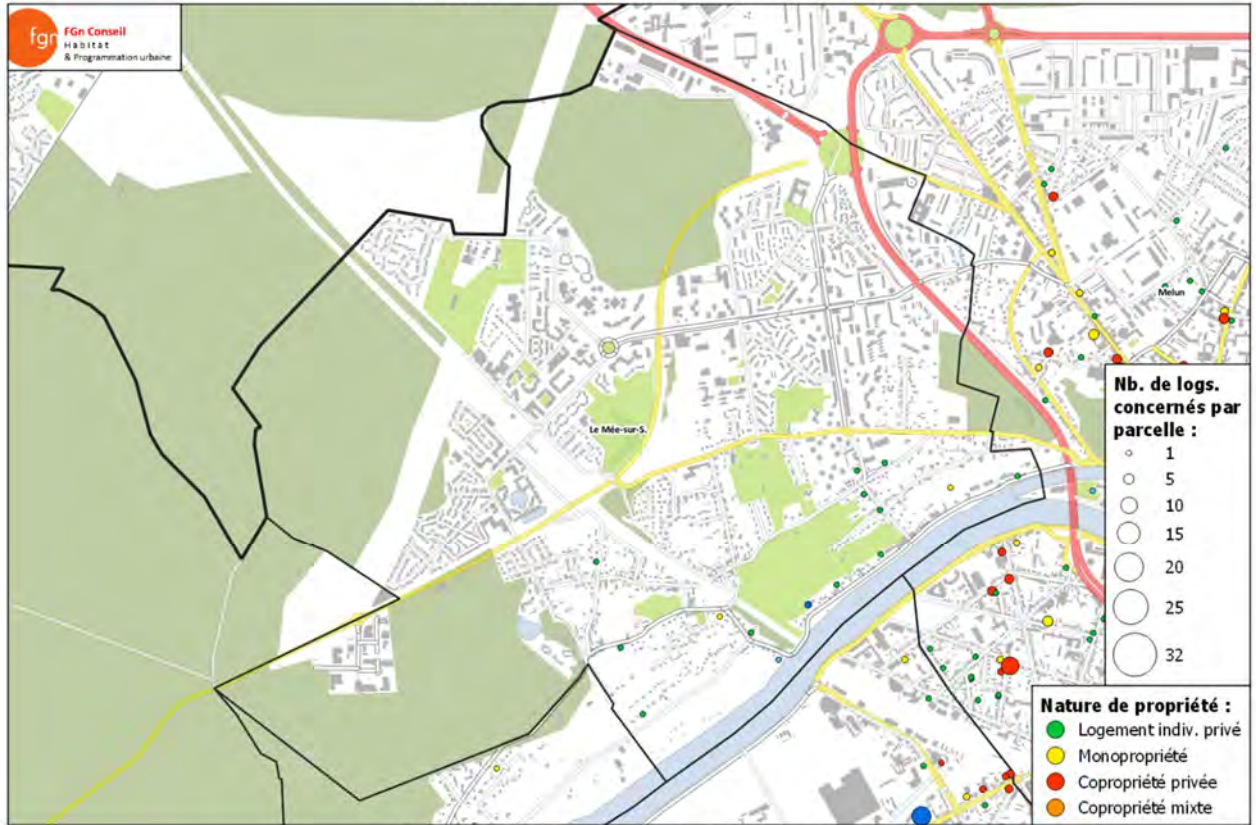 fgn
FGn Conseil
Habitat
& Programmation urbaine
Melun
Le Mée-sur-S.
Nb. de logs.
concernés par
parcelle :
1
5
10
15
20
25
32
Nature de propriété :
Logement indiv. privé
Monopropriété
Copropriété privée
Copropriété mixte